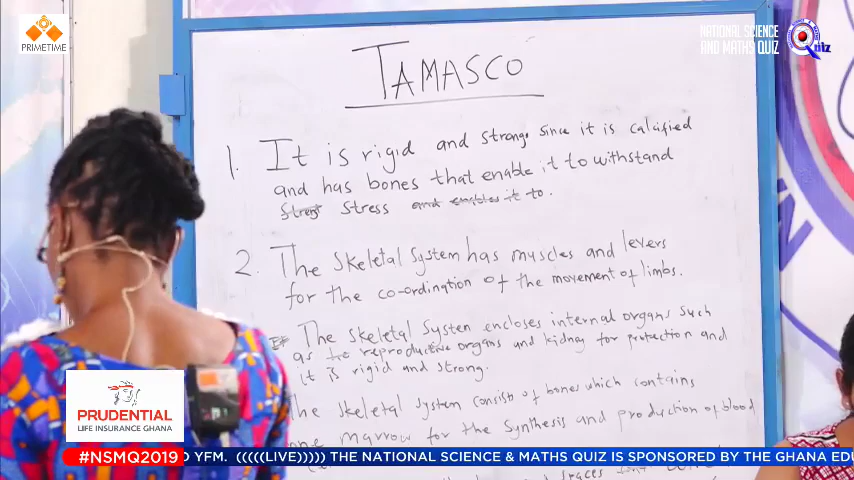 PRIMETIME
NATIONAL SCIENCE
AND MATHS QUIZ
Quiz
TAMASCO
1. It is rigid and strong since it is calcified
and has bones that enable it to withstand
Stress Stress and enables it to.
2. The skeletal system has muscles and levers
for the co-ordination of the movement of limbs.
The skeletal system encloses internal organs such
as the reproductive organs and kidney for protection and
it is rigid and strong.
he skeletal system consists of bones which contains
one marrow for the synthesis and production of blood
IN
PRUDENTIAL
LIFE INSURANCE GHANA
#NSMQ2019
D YFM. (((((LIVE))))) THE NATIONAL SCIENCE & MATHS QUIZ IS SPONSORED BY THE GHANA EDU